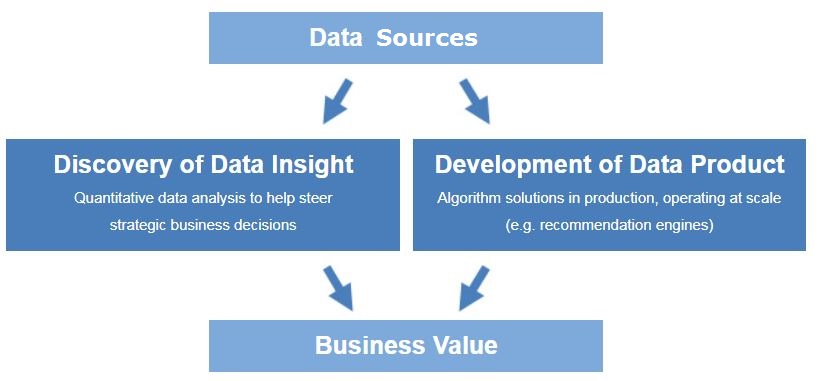 Data Sources
Discovery of Data Insight
Quantitative data analysis to help steer
strategic business decisions
Development of Data Product
Algorithm solutions in production, operating at scale
(e.g. recommendation engines)
Business Value